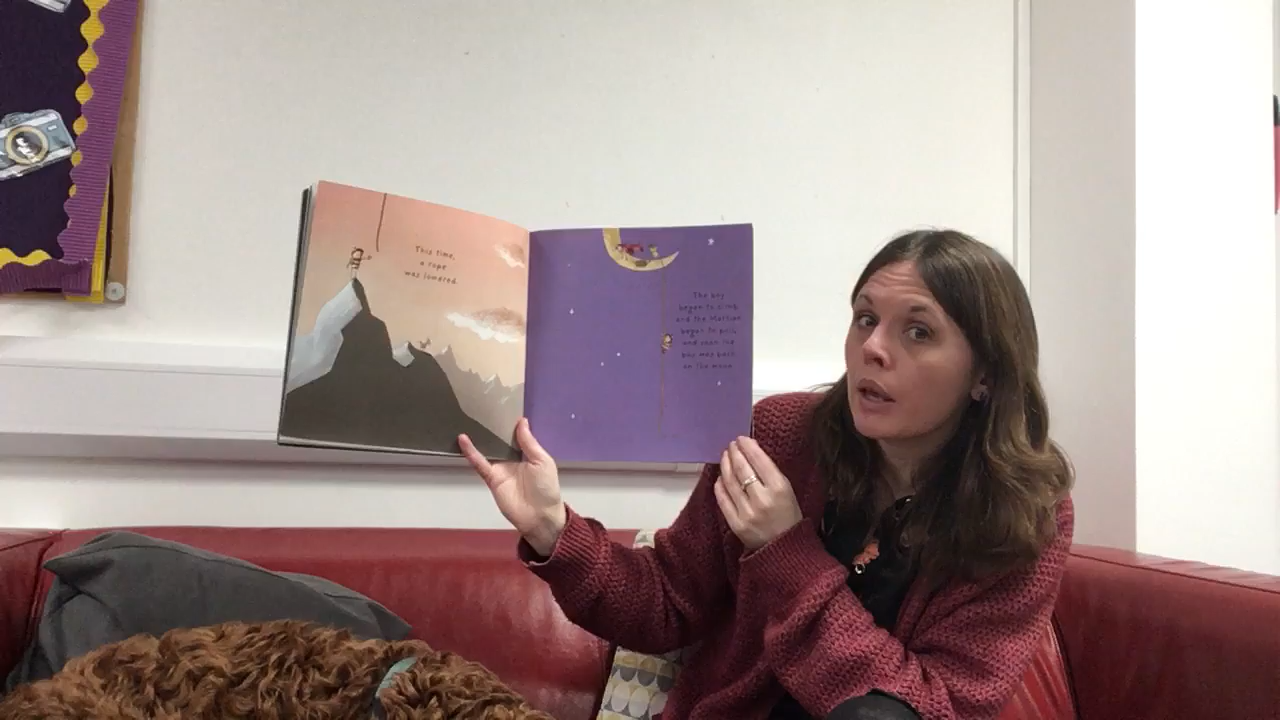 This time,
a rope
was lowered.
The boy
began to climb,
and the Martian
began to pull,
and soon the
boy was back
on the moon.